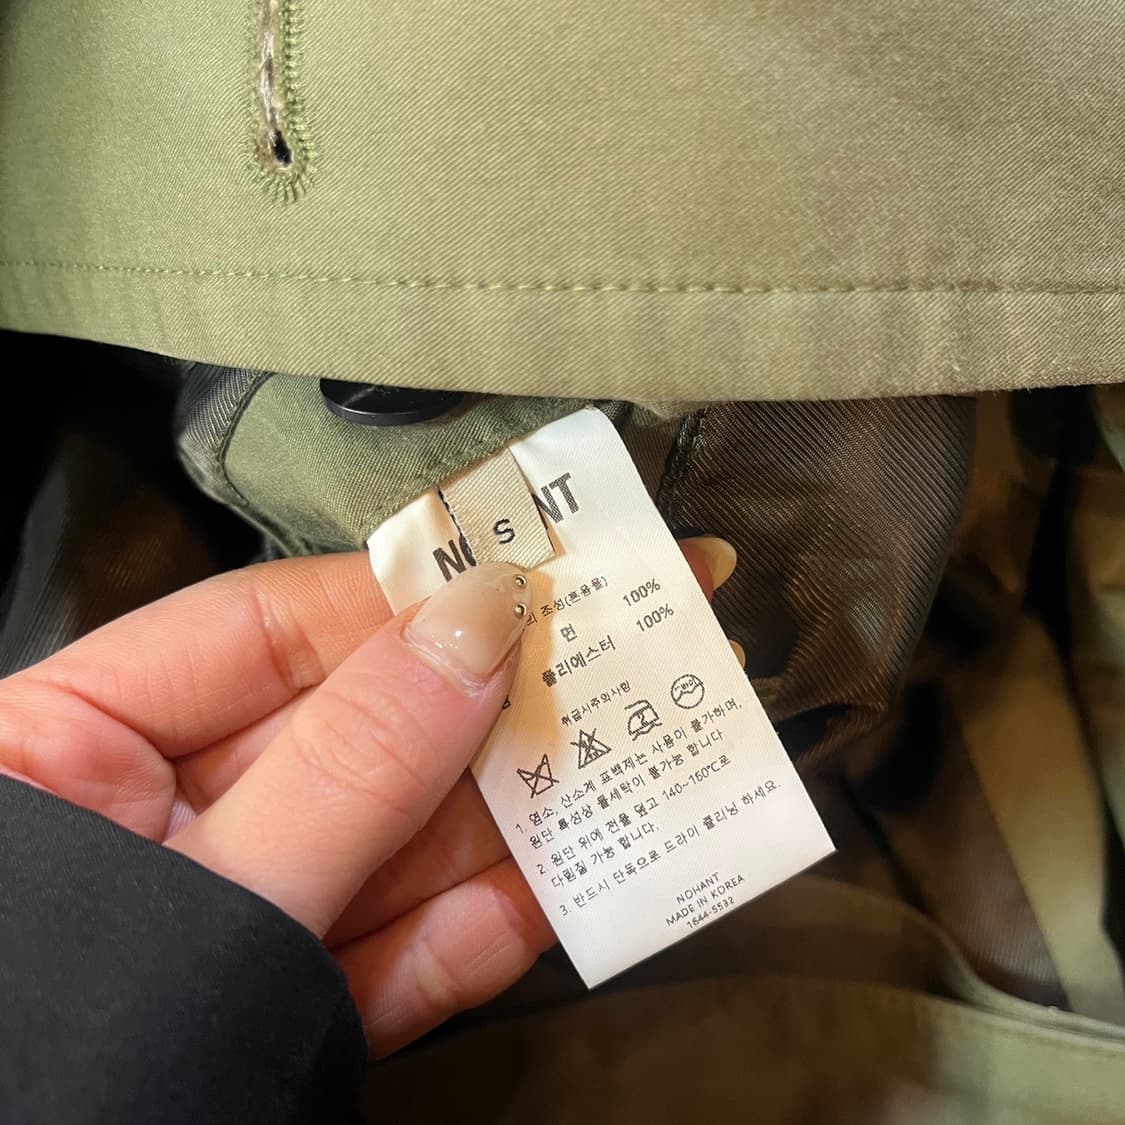 S
NT
의 조성(혼용율)
면 100%
폴리에스터 100%
취급시주의사항
드라이
1. 염소, 산소계 표백제는 사용이 불가하며,
원단 특성상 물세탁이 불가능 합니다.
2. 원단 위에 천을 덮고 140~160℃로
다림질 가능 합니다.
3. 반드시 단독으로 드라이 클리닝 하세요.
NOHANT
MADE IN KOREA
1644-5532